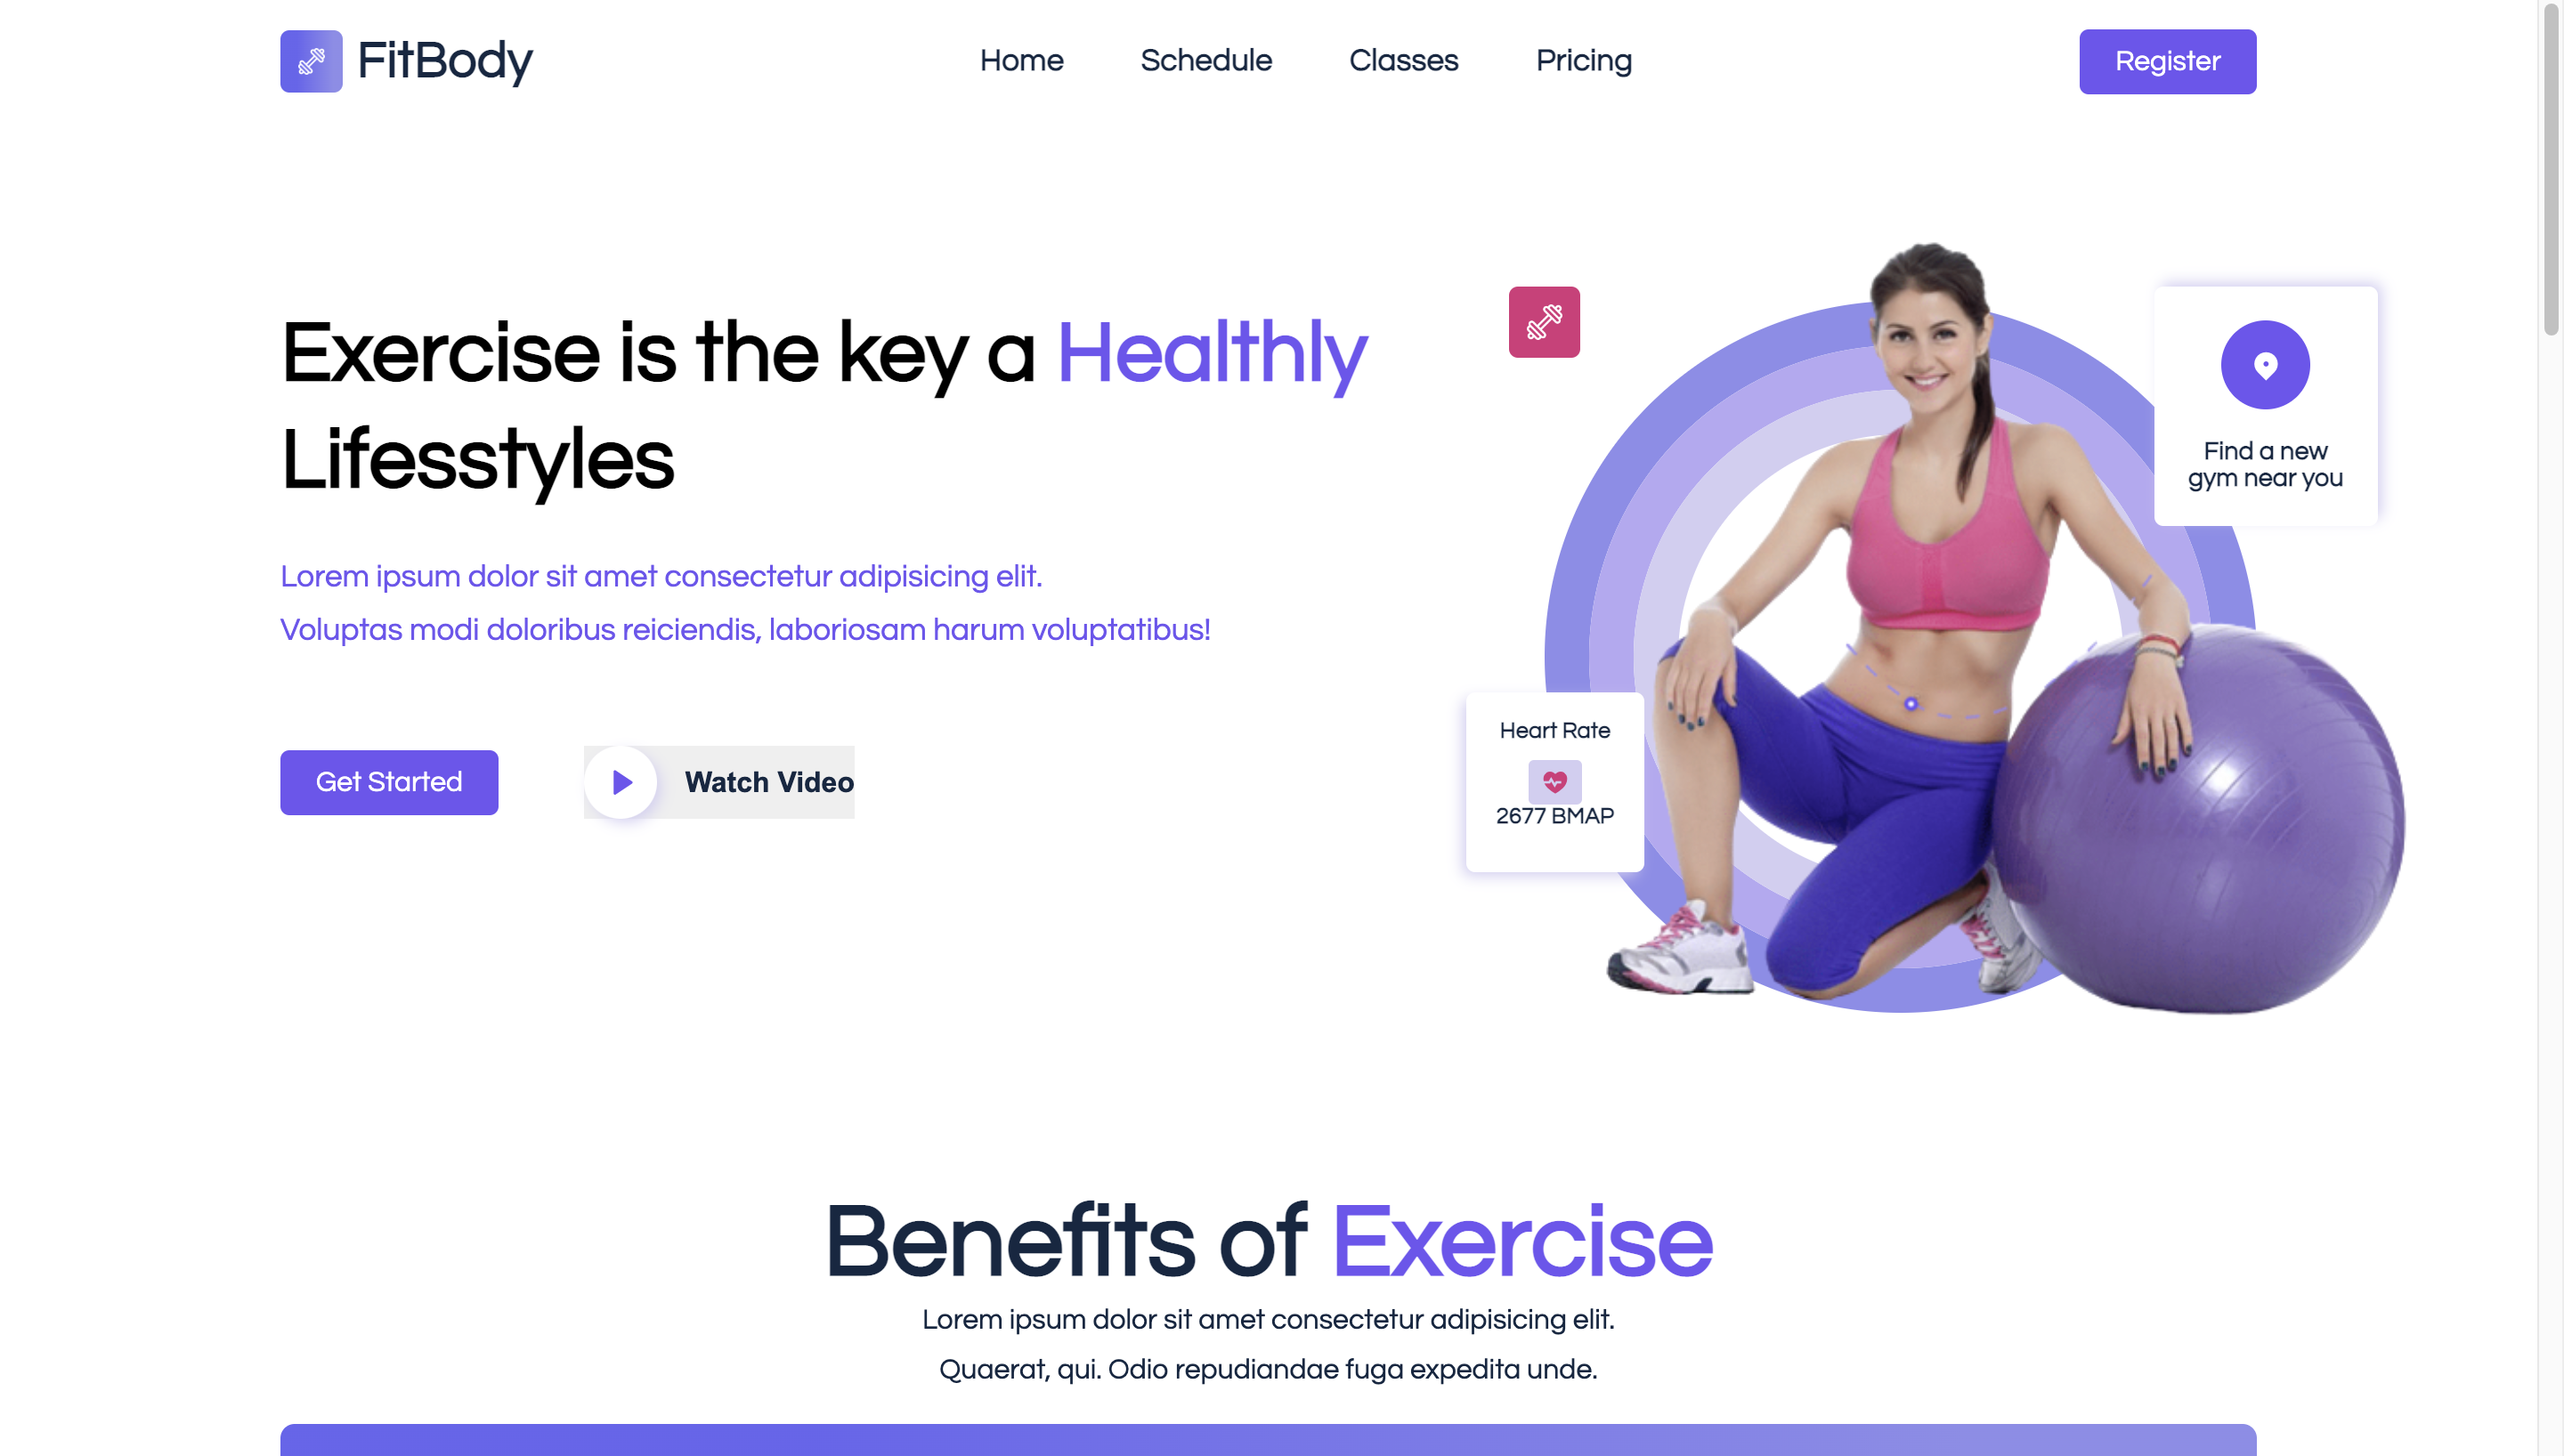 FitBody
Home Schedule Classes Pricing
Register
Exercise is the key a Healthly
Lifesstyles
Lorem ipsum dolor sit amet consectetur adipisicing elit.
Voluptas modi doloribus reiciendis, laboriosam harum voluptatibus!
Get Started
Watch Video
Find a new
gym near you
Heart Rate
2677 BMAP
Benefits of Exercise
Lorem ipsum dolor sit amet consectetur adipisicing elit.
Quaerat, qui. Odio repudiandae fuga expedita unde.